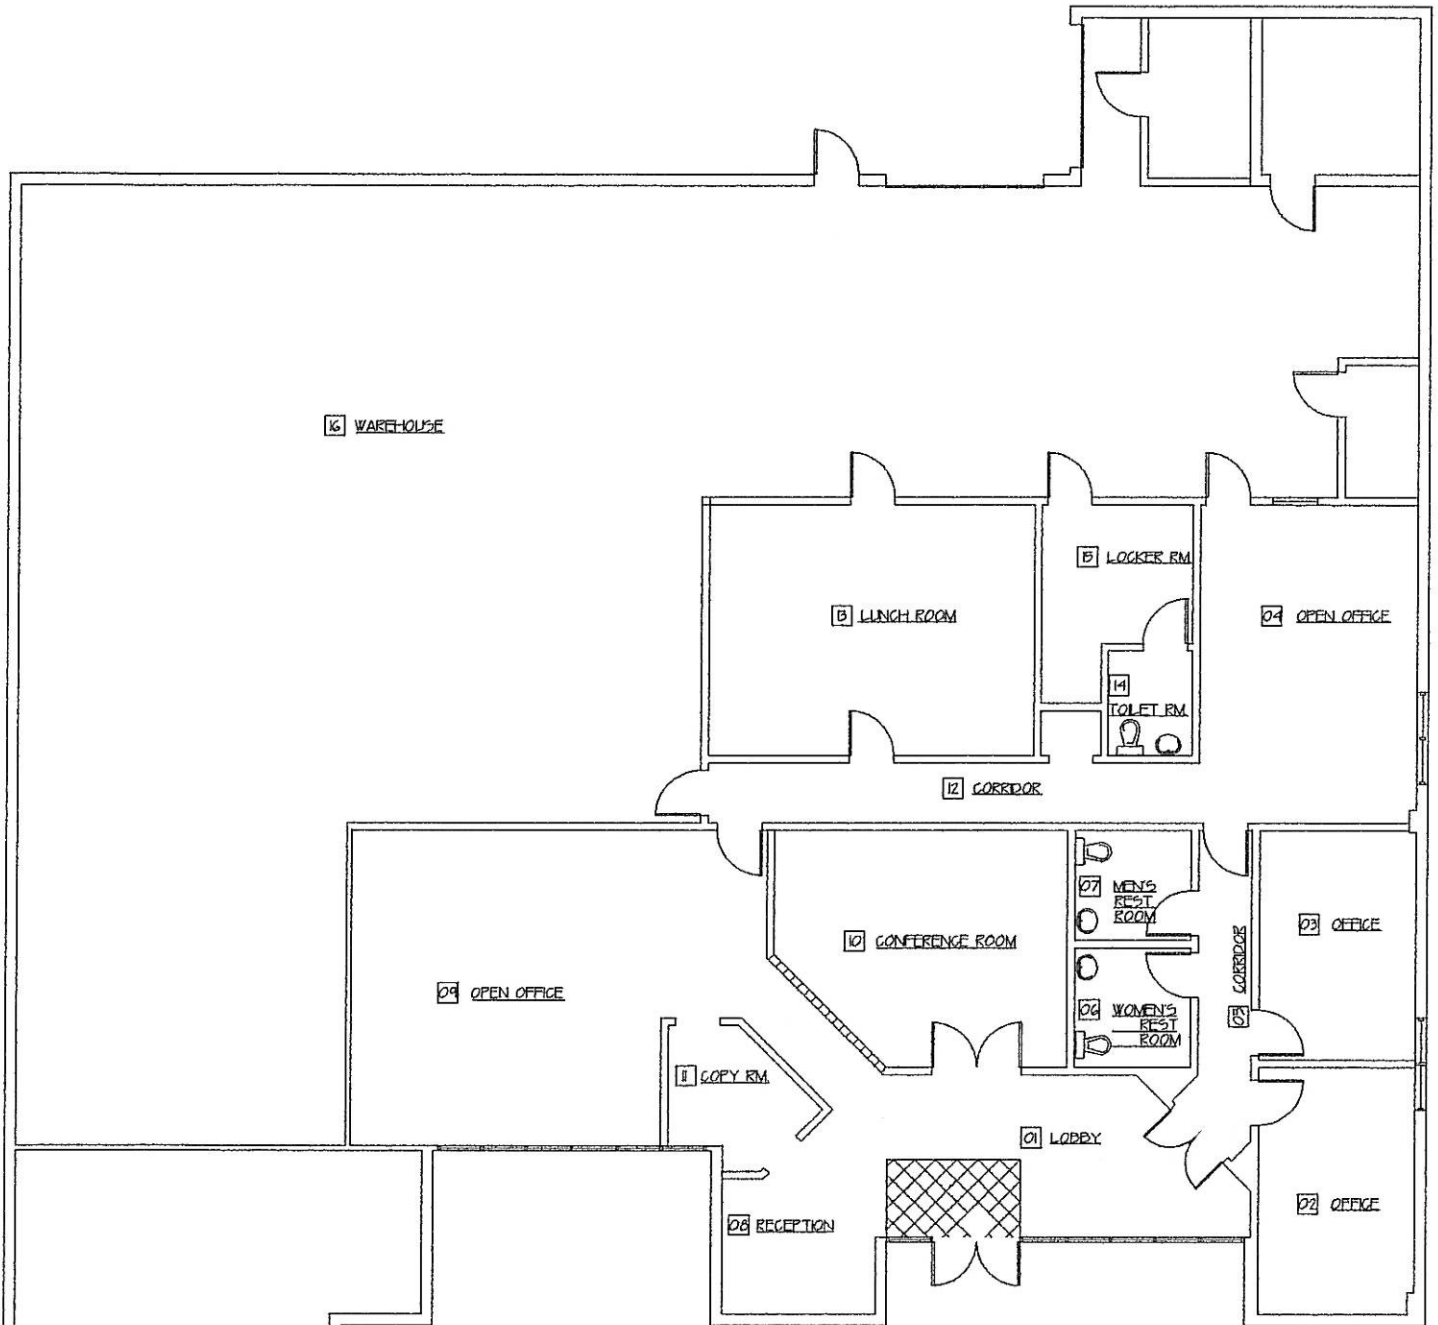 16 WAREHOUSE
15 LOCKER RM.
13 LUNCH ROOM
04 OPEN OFFICE
14
TOILET RM.
12 CORRIDOR
07 MEN'S
REST
ROOM
03 OFFICE
10 CONFERENCE ROOM
05 CORRIDOR
09 OPEN OFFICE
06 WOMEN'S
REST
ROOM
11 COPY RM.
01 LOBBY
02 OFFICE
08 RECEPTION